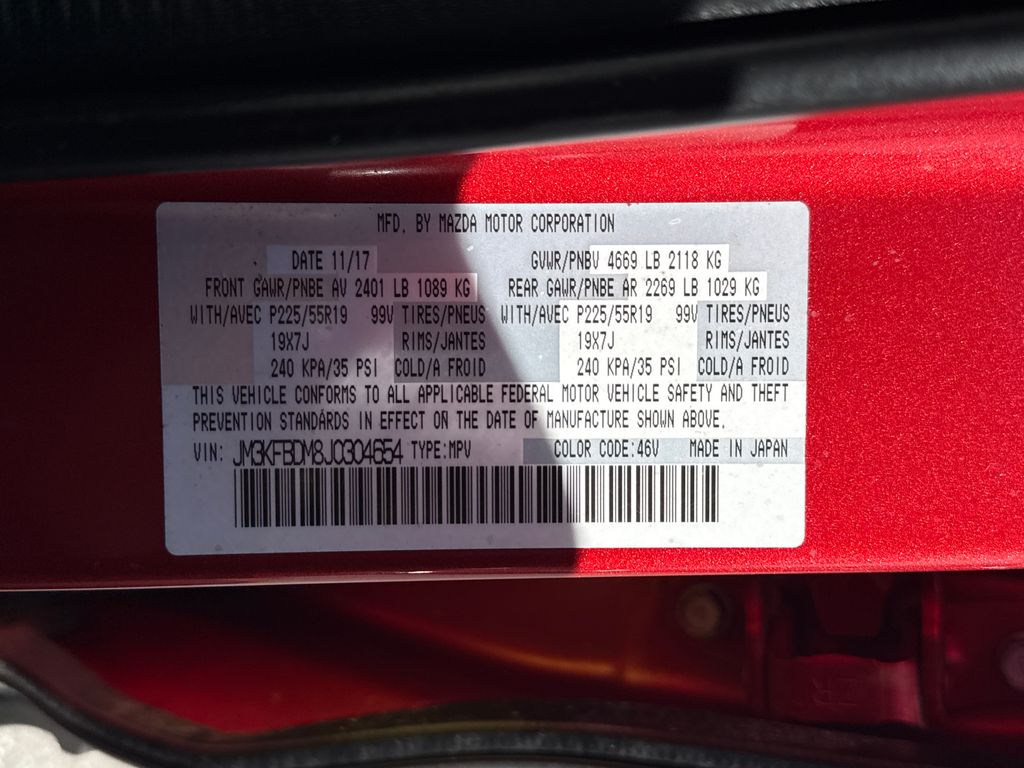 MFD. BY MAZDA MOTOR CORPORATION
DATE 11/17 GVWR/PNBV 4669 LB 2118 KG
FRONT GAWR/PNBE AV 2401 LB 1089 KG REAR GAWR/PNBE AR 2269 LB 1029 KG
WITH/AVEC P225/55R19 99V TIRES/PNEUS WITH/AVEC P225/55R19 99V TIRES/PNEUS
19X7J RIMS/JANTES 19X7J RIMS/JANTES
240 KPA/35 PSI COLD/A FROID 240 KPA/35 PSI COLD/A FROID
THIS VEHICLE CONFORMS TO ALL APPLICABLE FEDERAL MOTOR VEHICLE SAFETY AND THEFT
PREVENTION STANDARDS IN EFFECT ON THE DATE OF MANUFACTURE SHOWN ABOVE.
VIN: JM3KFBDM8J0304654 TYPE:MPV COLOR CODE:46V MADE IN JAPAN